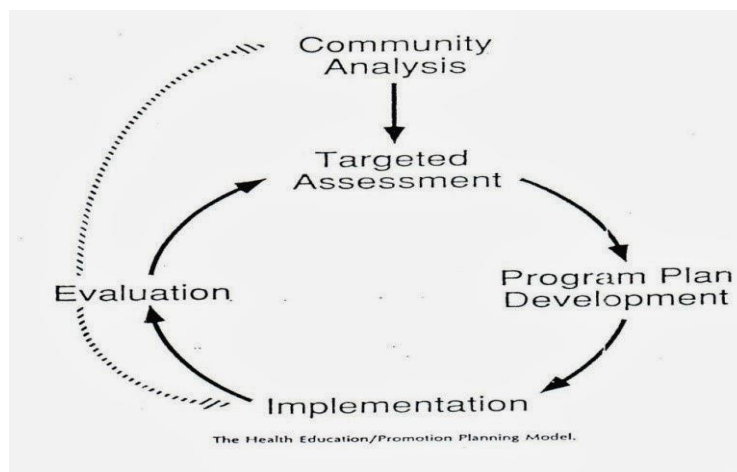 Community
Analysis
Targeted
Assessment
Program Plan
Development
Implementation
Evaluation
The Health Education/Promotion Planning Model.